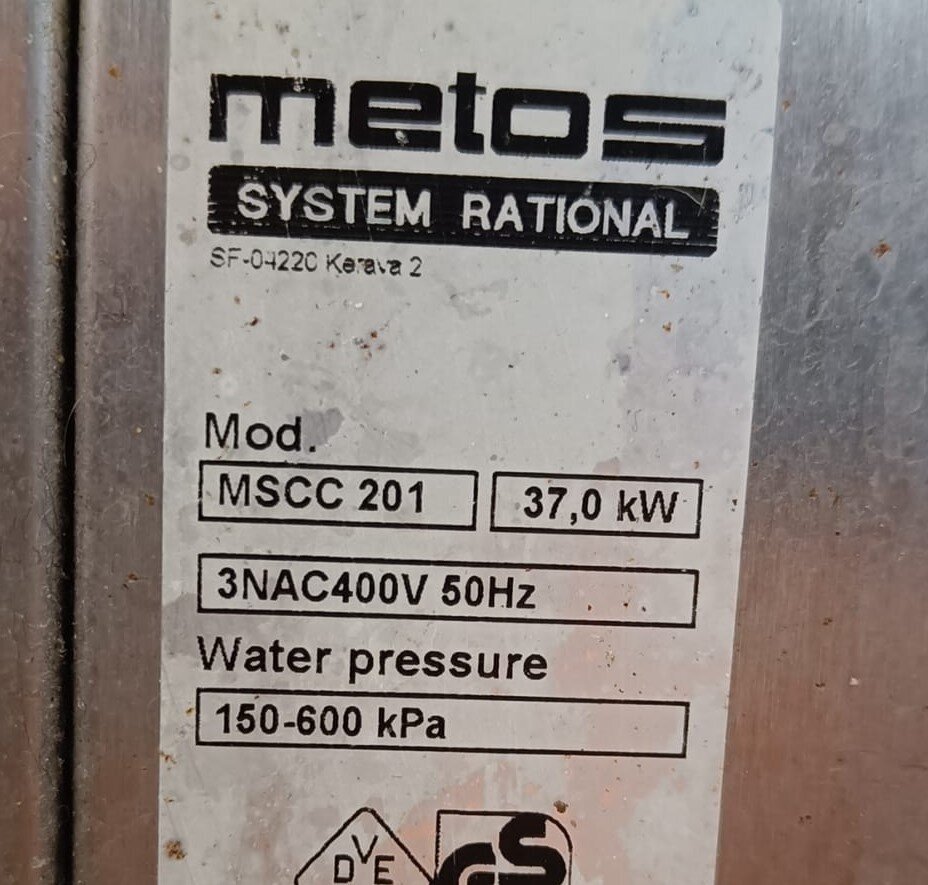 metos
SYSTEM RATIONAL
SF-04220 Kerava 2
Mod.
MSCC 201 37,0 kW
3NAC400V 50Hz
Water pressure
150-600 kPa
DVE GS